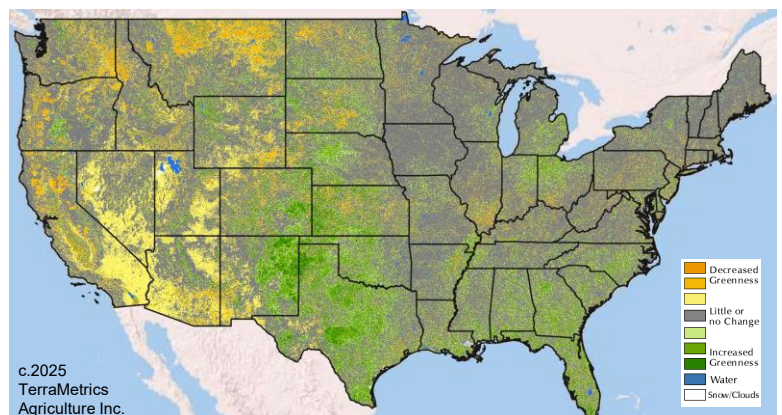 Decreased
Greenness
Little or
no Change
Increased
Greenness
Water
Snow/Clouds
c.2025
TerraMetrics
Agriculture Inc.